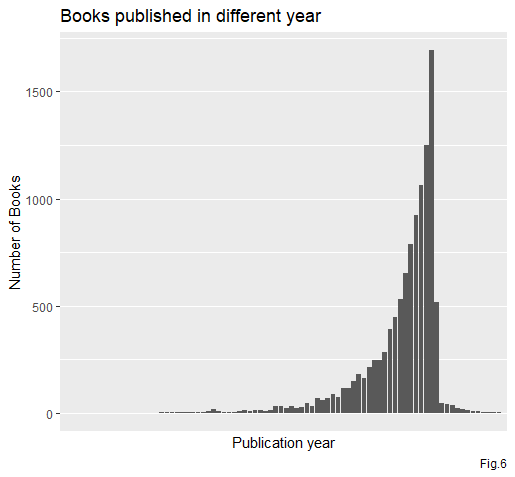 Books published in different year
1500
1000
500
0
Number of Books
Publication year
Fig.6